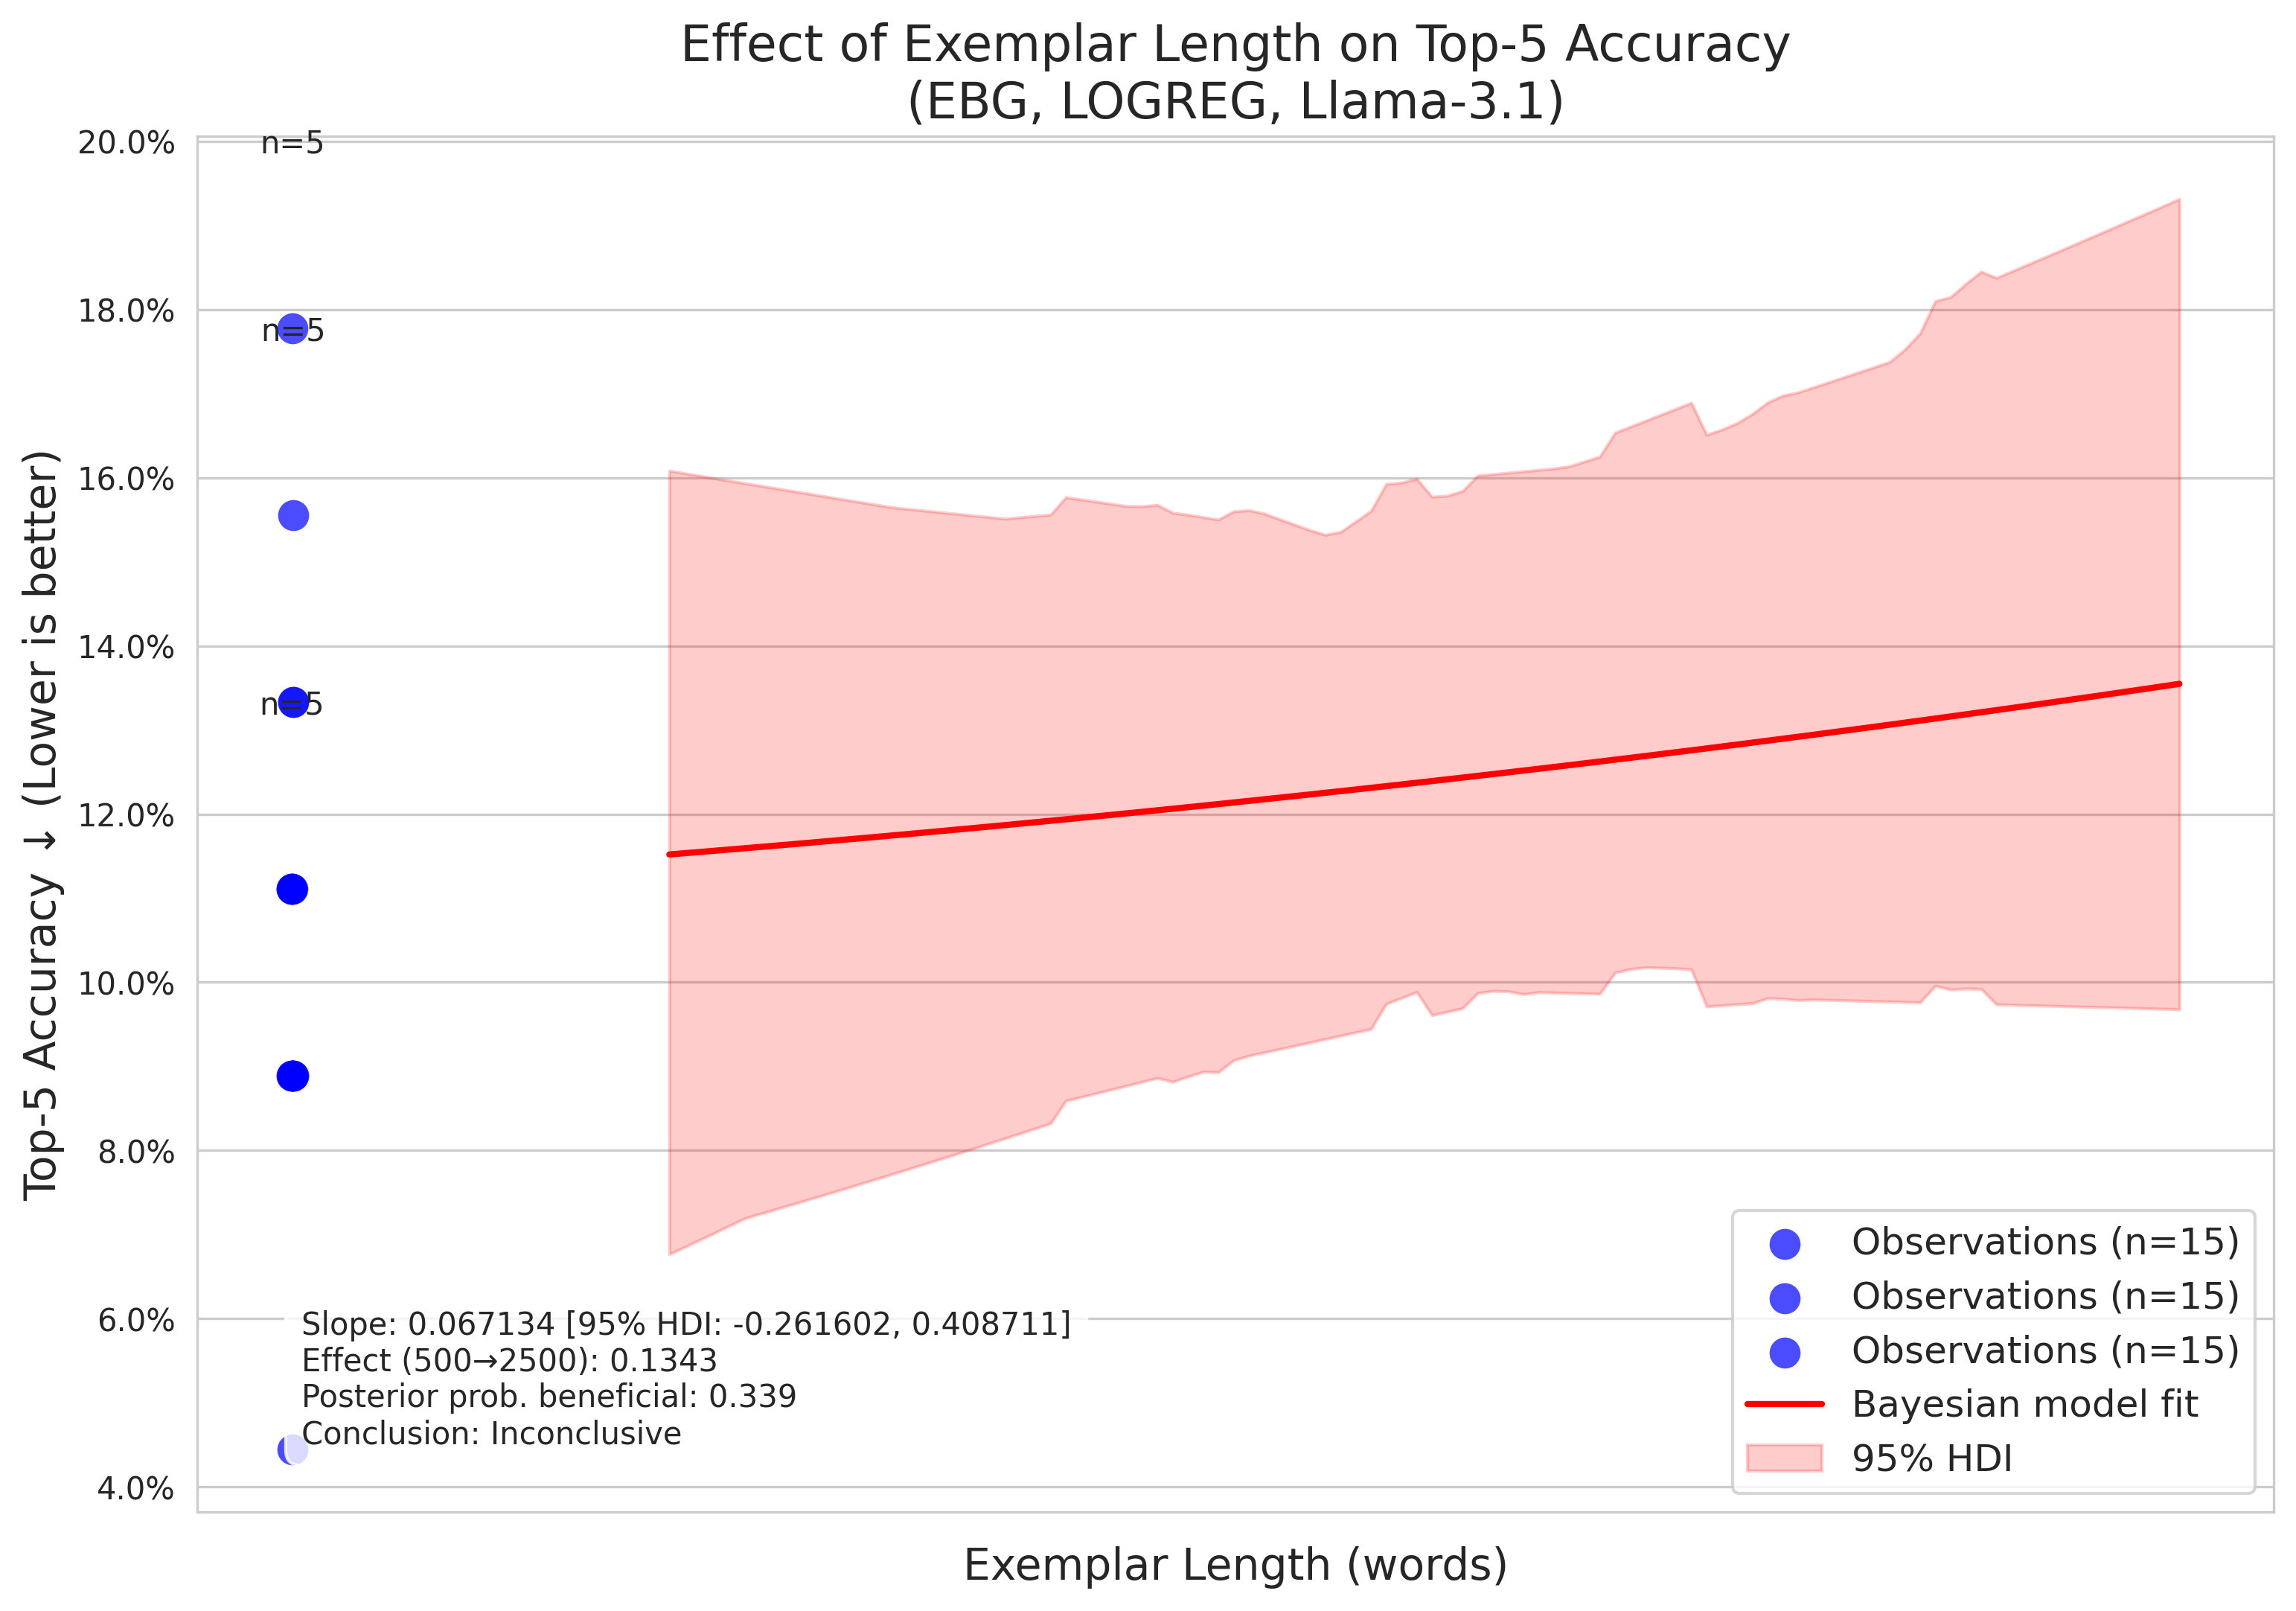 Effect of Exemplar Length on Top-5 Accuracy
(EBG, LOGREG, Llama-3.1)
Top-5 Accuracy ↓ (Lower is better)
20.0%
18.0%
16.0%
14.0%
12.0%
10.0%
8.0%
6.0%
4.0%
n=5
n=5
n=5
Slope: 0.067134 [95% HDI: -0.261602, 0.408711]
Effect (500→2500): 0.1343
Posterior prob. beneficial: 0.339
Conclusion: Inconclusive
Observations (n=15)
Observations (n=15)
Observations (n=15)
Bayesian model fit
95% HDI
Exemplar Length (words)